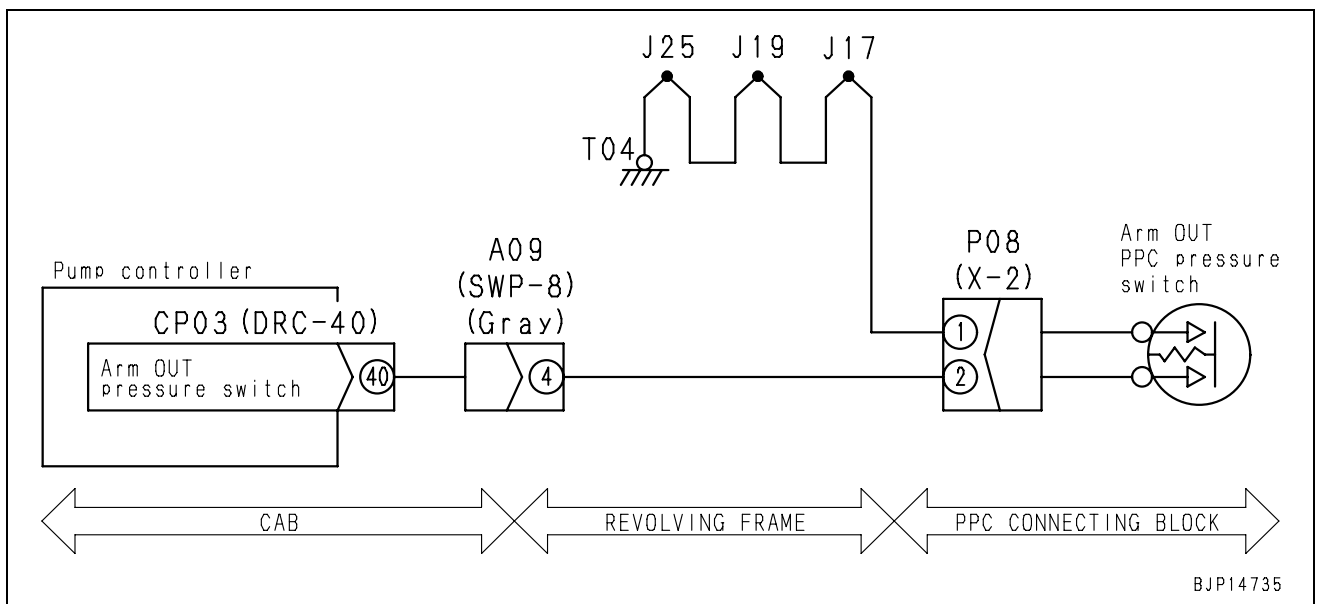 J25 J19 J17
T04
A09
(SWP-8)
(Gray)
P08
(X-2)
Arm OUT
PPC pressure
switch
Pump controller
CP03 (DRC-40)
Arm OUT
pressure switch
40
4
1
2
CAB
REVOLVING FRAME
PPC CONNECTING BLOCK
BJP14735